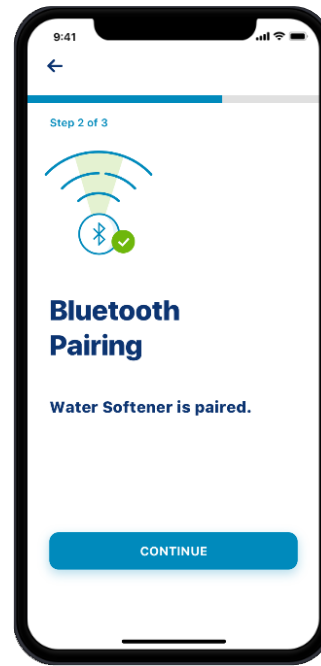 9:41
Step 2 of 3
Bluetooth
Pairing
Water Softener is paired.
CONTINUE